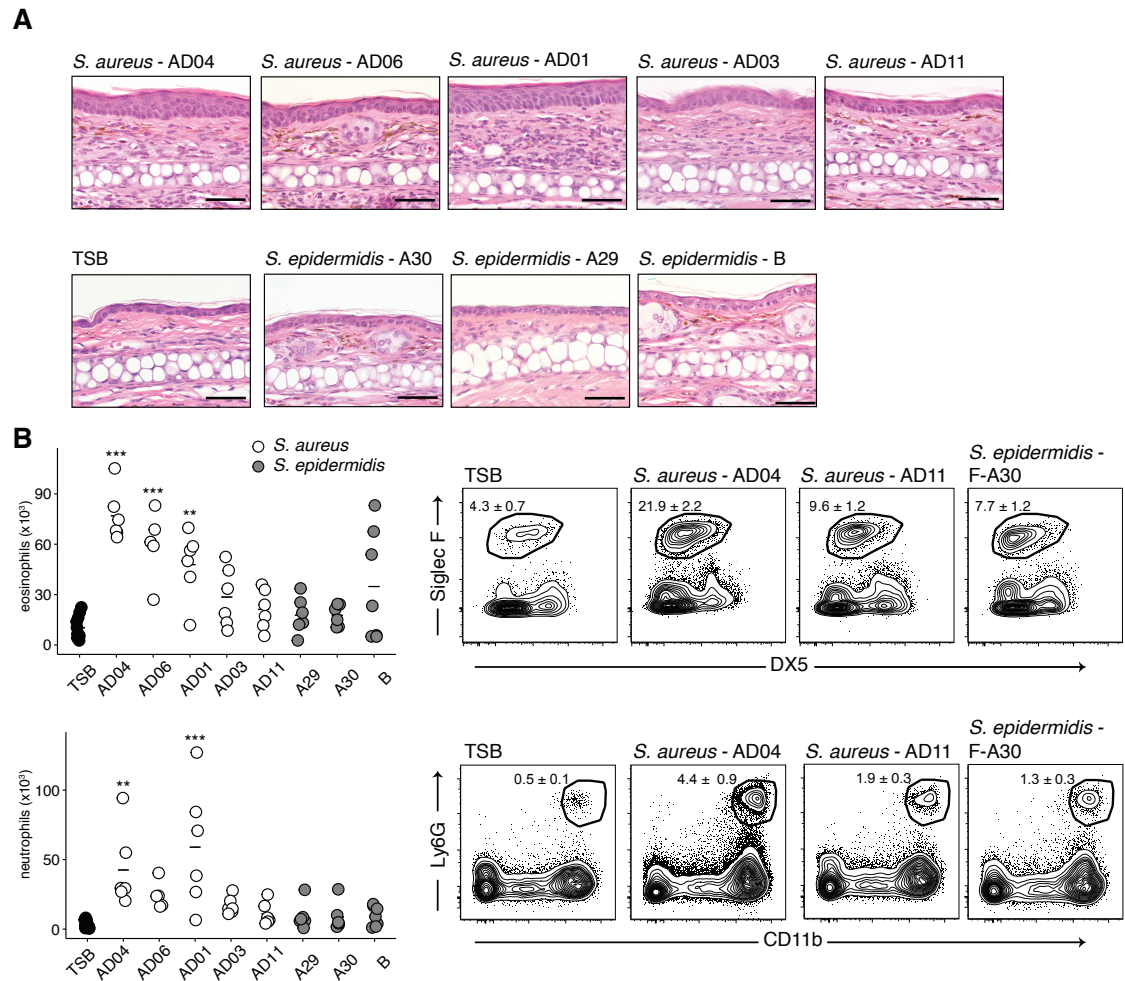 A
S. aureus - AD04
S. aureus - AD06
S. aureus - AD01
S. aureus - AD03
S. aureus - AD11
TSB
S. epidermidis - A30
S. epidermidis - A29
S. epidermidis - B
B
S. aureus
S. epidermidis
eosinophils (x10³)
90
60
30
0
***
***
**
TSB
AD04
AD06
AD01
AD03
AD11
A29
A30
B
TSB
S. aureus - AD04
S. aureus - AD11
S. epidermidis -
F-A30
4.3 ± 0.7
21.9 ± 2.2
9.6 ± 1.2
7.7 ± 1.2
Siglec F
DX5
neutrophils (x10³)
100
50
0
**
***
TSB
AD04
AD06
AD01
AD03
AD11
A29
A30
B
TSB
S. aureus - AD04
S. aureus - AD11
S. epidermidis -
F-A30
0.5 ± 0.1
4.4 ± 0.9
1.9 ± 0.3
1.3 ± 0.3
Ly6G
CD11b